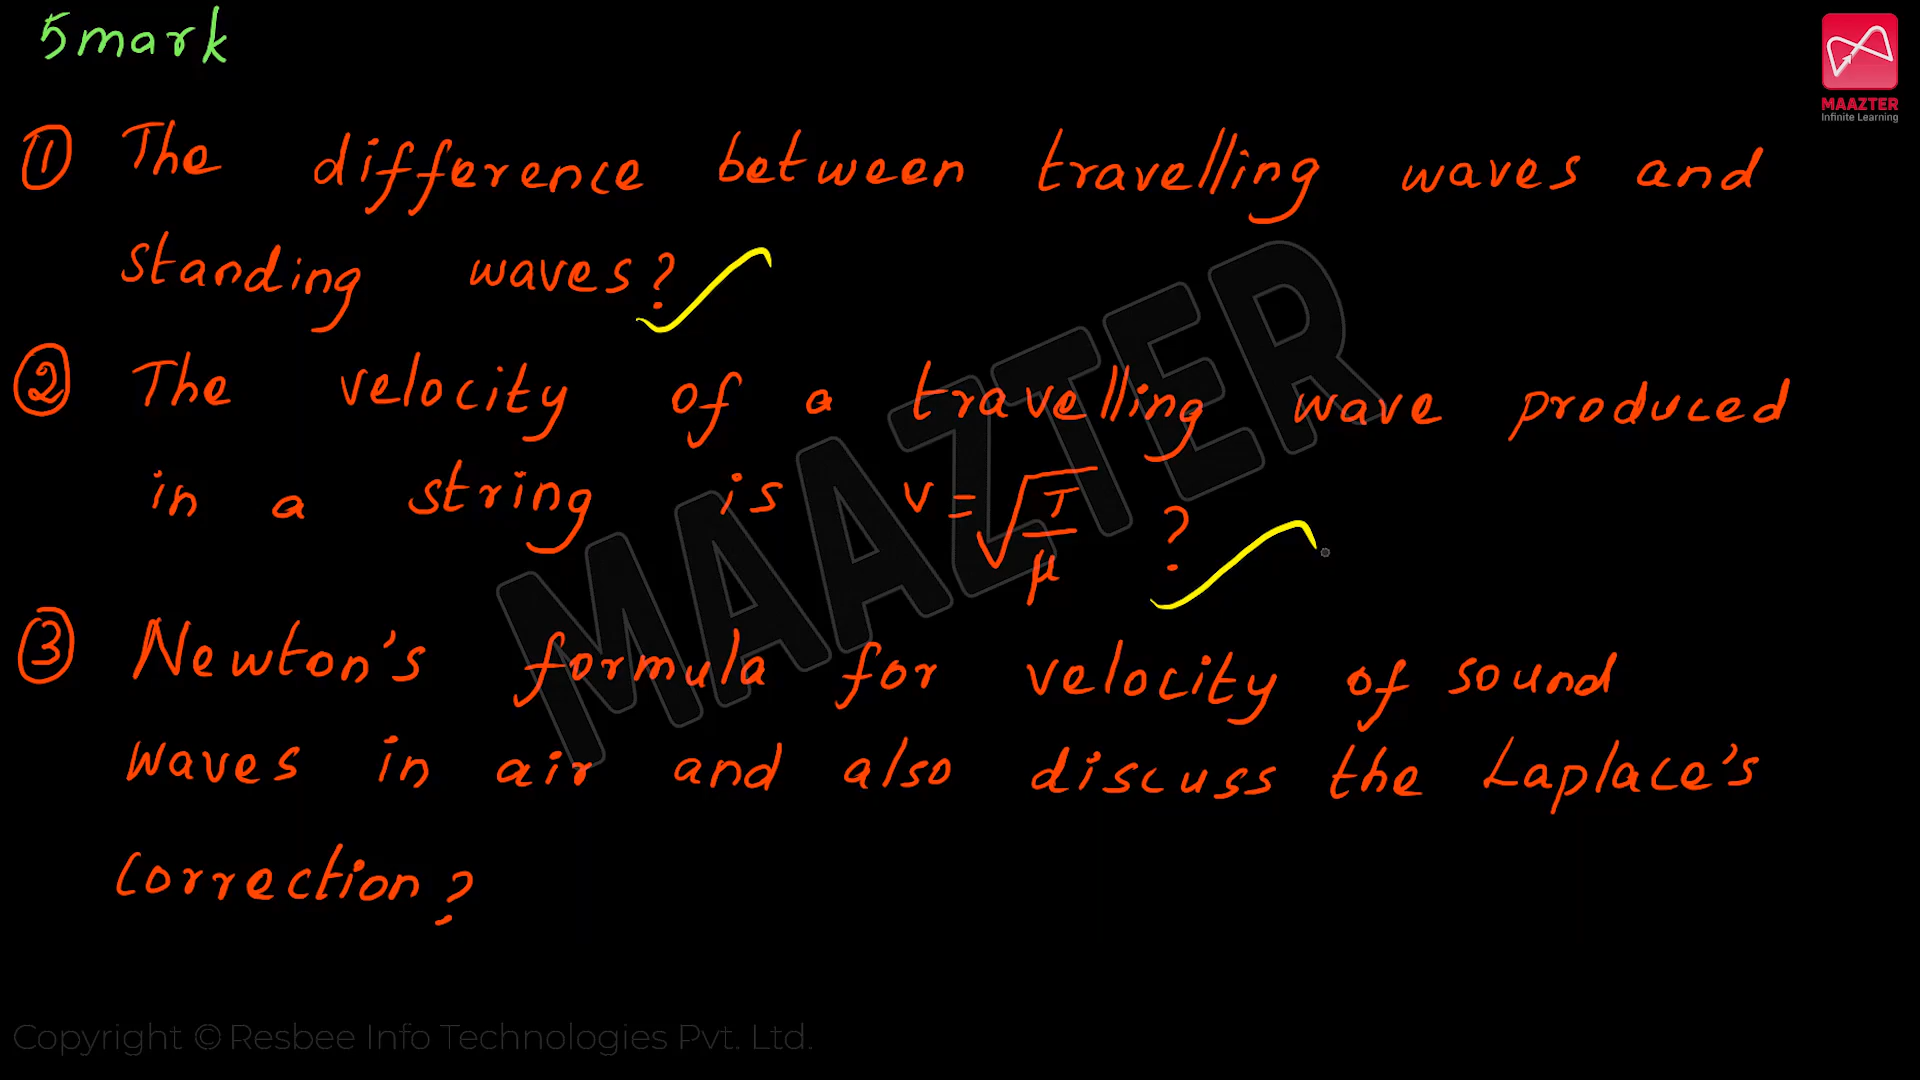 5mark
MAAZTER
Infinite Learning
① The difference between travelling waves and
standing waves?
② The velocity of a travelling wave produced
in a string is v=√T/μ ?
③ Newton's formula for velocity of sound
waves in air and also discuss the Laplace's
correction?
MAAZTER
Copyright © Resbee Info Technologies Pvt. Ltd.